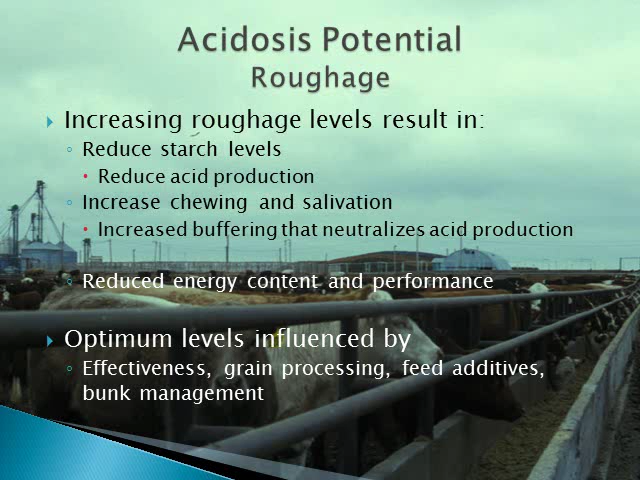 Acidosis Potential
Roughage
Increasing roughage levels result in:
Reduce starch levels
Reduce acid production
Increase chewing and salivation
Increased buffering that neutralizes acid production
Reduced energy content and performance
Optimum levels influenced by
Effectiveness, grain processing, feed additives,
bunk management